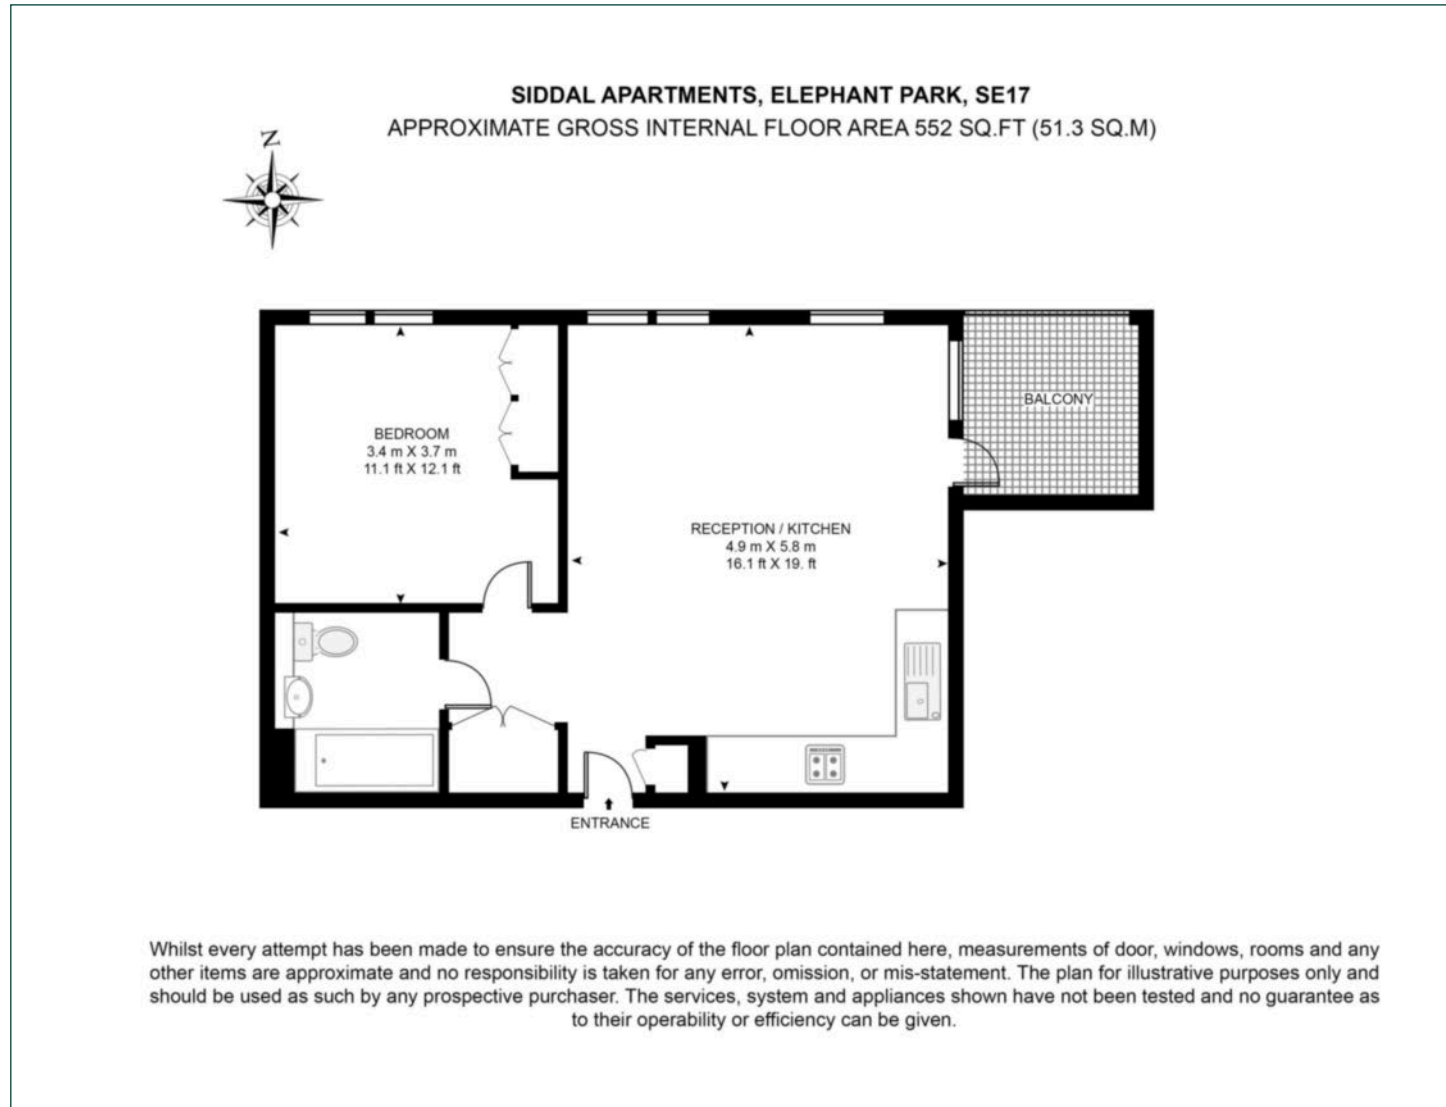 SIDDAL APARTMENTS, ELEPHANT PARK, SE17
APPROXIMATE GROSS INTERNAL FLOOR AREA 552 SQ.FT (51.3 SQ.M)
N
BALCONY
BEDROOM
3.4 m X 3.7 m
11.1 ft X 12.1 ft
RECEPTION / KITCHEN
4.9 m X 5.8 m
16.1 ft X 19. ft
ENTRANCE
Whilst every attempt has been made to ensure the accuracy of the floor plan contained here, measurements of door, windows, rooms and any
other items are approximate and no responsibility is taken for any error, omission, or mis-statement. The plan for illustrative purposes only and
should be used as such by any prospective purchaser. The services, system and appliances shown have not been tested and no guarantee as
to their operability or efficiency can be given.